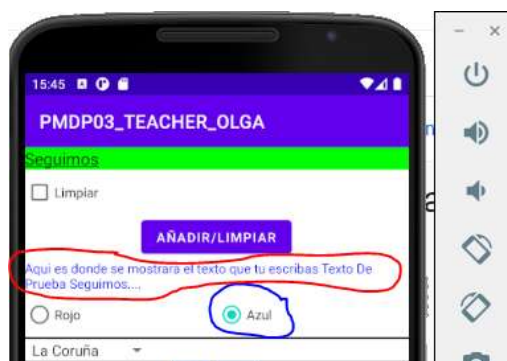 15:45
PMDP03_TEACHER_OLGA
Seguimos
Limpiar
AÑADIR/LIMPIAR
Aqui es donde se mostrara el texto que tu escribas Texto De
Prueba Seguimos....
Rojo
Azul
La Coruña